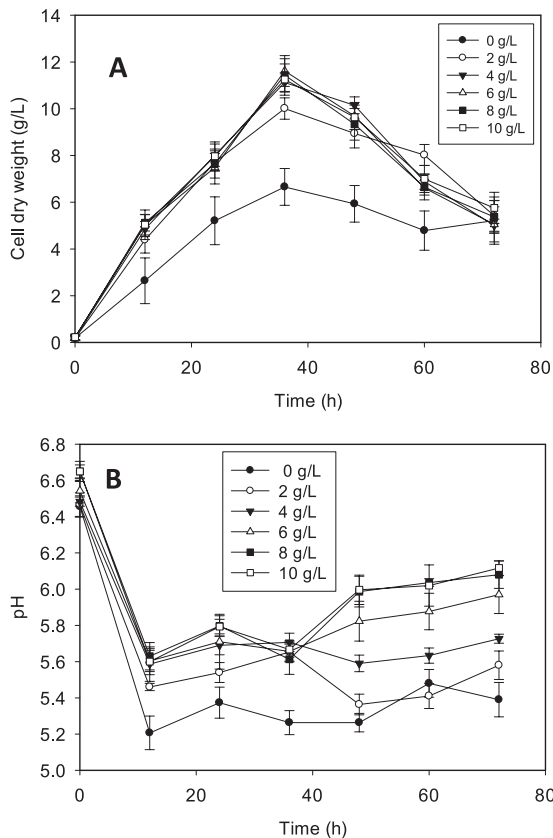 14
12
10
8
6
4
2
0
Cell dry weight (g/L)
A
0 g/L
2 g/L
4 g/L
6 g/L
8 g/L
10 g/L
0 20 40 60 80
Time (h)
6.8
6.6
6.4
6.2
6.0
5.8
5.6
5.4
5.2
5.0
pH
B
0 g/L
2 g/L
4 g/L
6 g/L
8 g/L
10 g/L
0 20 40 60 80
Time (h)